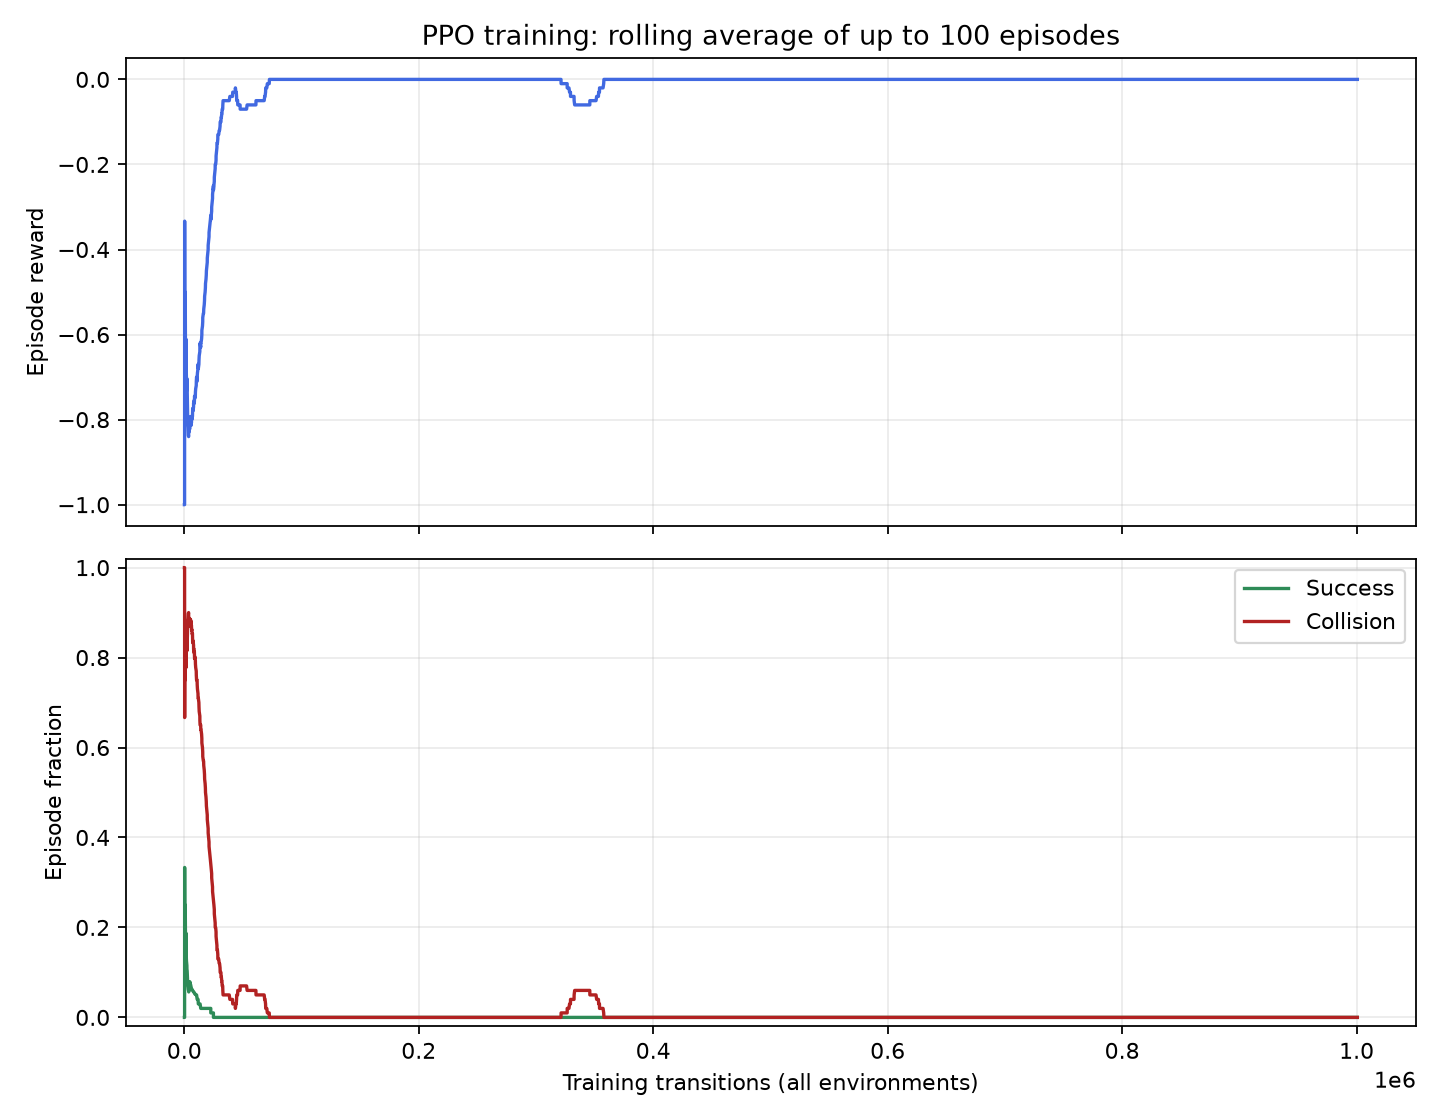 PPO training: rolling average of up to 100 episodes
0.0
−0.2
−0.4
−0.6
−0.8
−1.0
Episode reward
1.0
0.8
0.6
0.4
0.2
0.0
Episode fraction
Success
Collision
0.0 0.2 0.4 0.6 0.8 1.0
1e6
Training transitions (all environments)